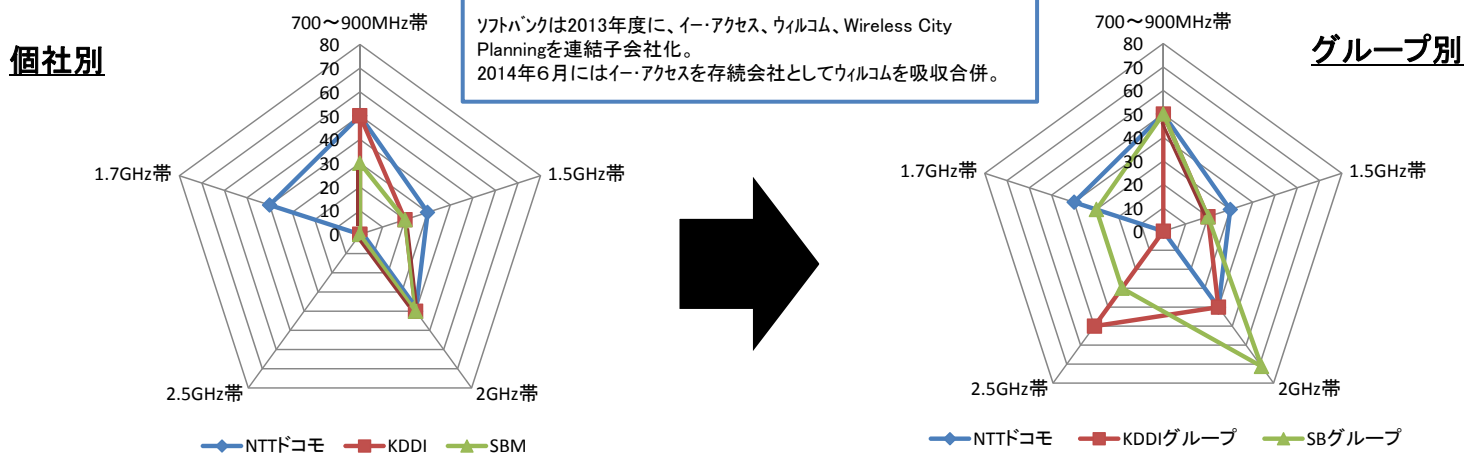 ソフトバンクは2013年度に、イー・アクセス、ウィルコム、Wireless City
Planningを連結子会社化。
2014年6月にはイー・アクセスを存続会社としてウィルコムを吸収合併。
個社別
700～900MHz帯
80
70
60
50
40
30
20
10
0
1.5GHz帯
2GHz帯
2.5GHz帯
1.7GHz帯
NTTドコモ KDDI SBM
グループ別
700～900MHz帯
80
70
60
50
40
30
20
10
0
1.5GHz帯
2GHz帯
2.5GHz帯
1.7GHz帯
NTTドコモ KDDIグループ SBグループ